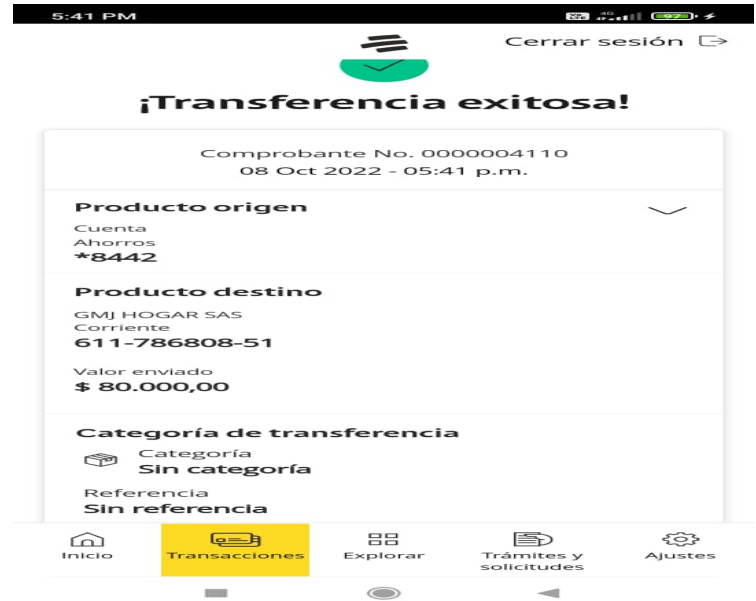 5:41 PM
4G
97
Cerrar sesión
¡Transferencia exitosa!
Comprobante No. 0000004110
08 Oct 2022 - 05:41 p.m.
Producto origen
Cuenta
Ahorros
*8442
Producto destino
GMJ HOGAR SAS
Corriente
611-786808-51
Valor enviado
$ 80.000,00
Categoría de transferencia
Categoría
Sin categoría
Referencia
Sin referencia
Inicio
Transacciones
Explorar
Trámites y
solicitudes
Ajustes